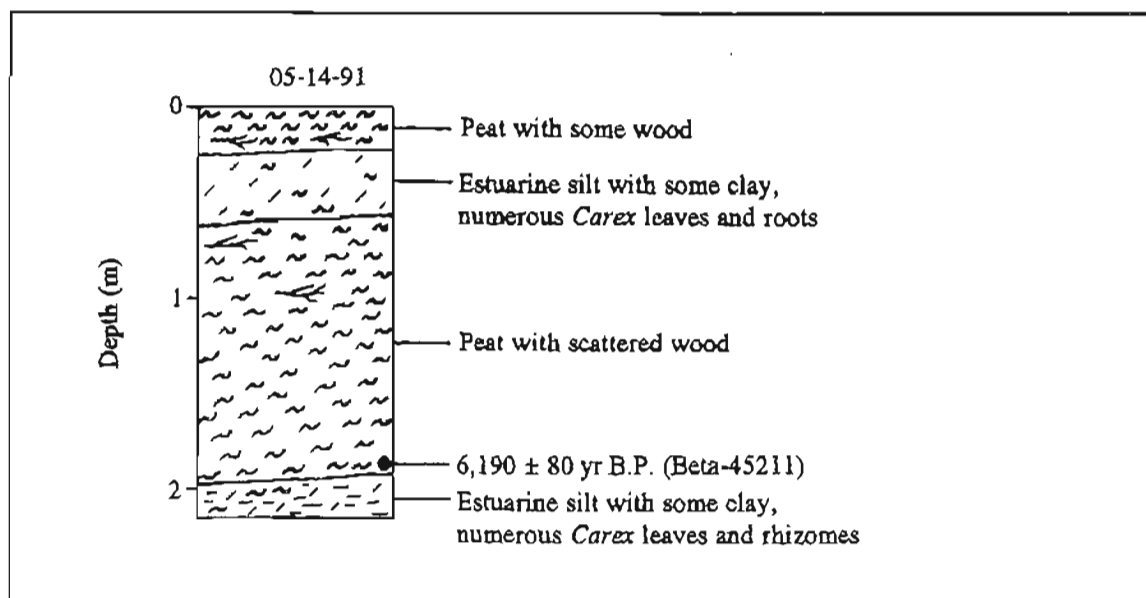 05-14-91
0
Peat with some wood
Estuarine silt with some clay,
numerous Carex leaves and roots
Depth (m)
1
Peat with scattered wood
6,190 ± 80 yr B.P. (Beta-45211)
2
Estuarine silt with some clay,
numerous Carex leaves and rhizomes